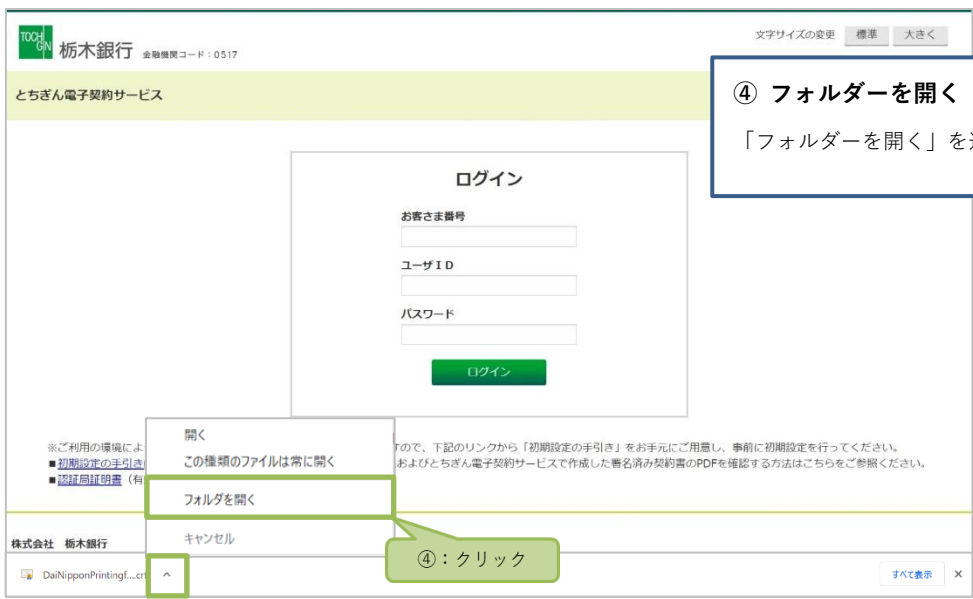 TOCHIGIN 栃木銀行 金融機関コード：0517
文字サイズの変更 標準 大きく
とちぎん電子契約サービス
④ フォルダーを開く
「フォルダーを開く」を
ログイン
お客さま番号
ユーザＩＤ
パスワード
ログイン
※ご利用の環境によ
すので、下記のリンクから「初期設定の手引き」をお手元にご用意し、事前に初期設定を行ってください。
■初期設定の手引き
およびとちぎん電子契約サービスで作成した署名済み契約書のPDFを確認する方法はこちらをご参照ください。
■認証局証明書（有
開く
この種類のファイルは常に開く
フォルダを開く
キャンセル
④：クリック
株式会社 栃木銀行
DaiNipponPrintingf....crt ^
すべて表示 ×